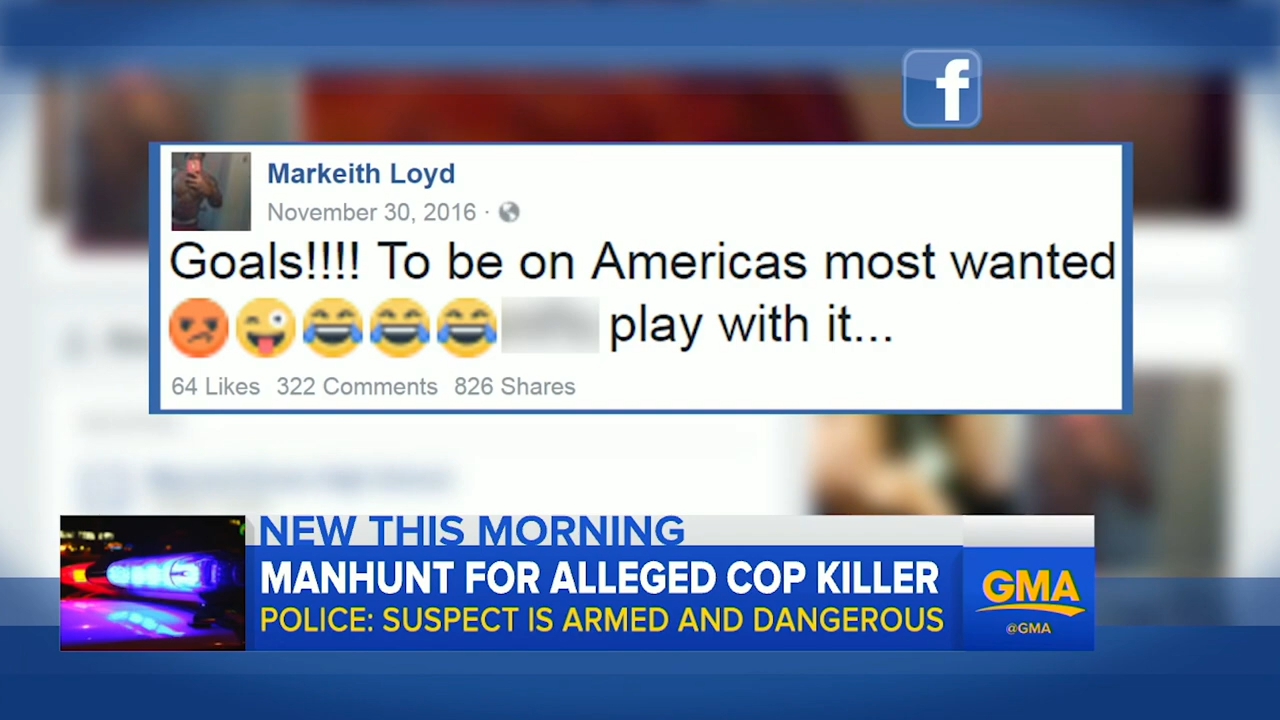 f
Markeith Loyd
November 30, 2016 ·
Goals!!!! To be on Americas most wanted
😡😜😂😂😂 play with it...
64 Likes 322 Comments 826 Shares
NEW THIS MORNING
MANHUNT FOR ALLEGED COP KILLER
POLICE: SUSPECT IS ARMED AND DANGEROUS
GMA
@GMA